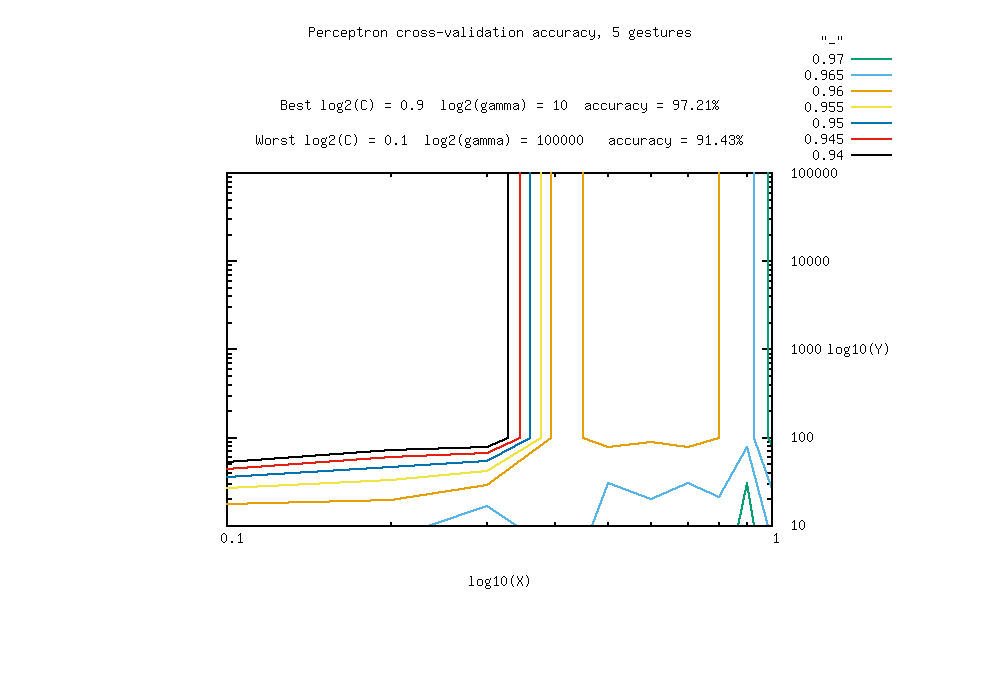 Perceptron cross-validation accuracy, 5 gestures
"_"
0.97
0.965
0.96
0.955
0.95
0.945
0.94
Best log2(C) = 0.9  log2(gamma) = 10  accuracy = 97.21%
Worst log2(C) = 0.1  log2(gamma) = 100000   accuracy = 91.43%
100000
10000
1000 log10(Y)
100
10
0.1 1
log10(X)